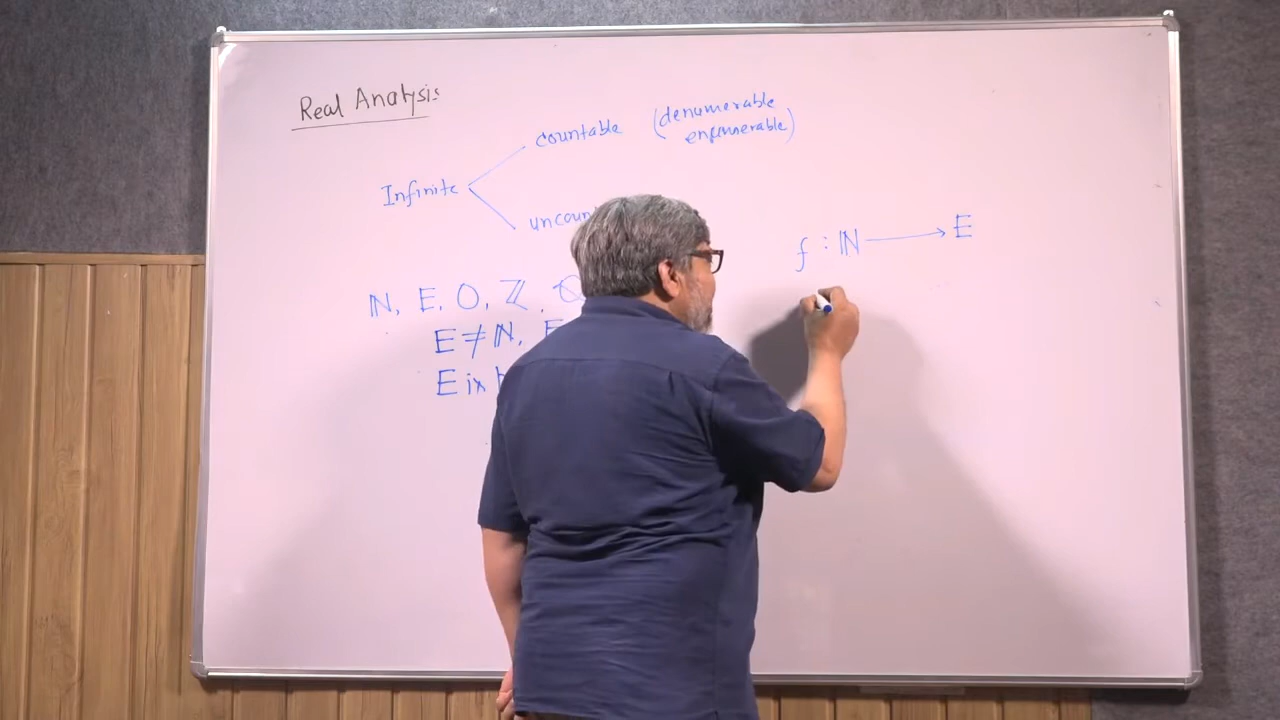 Real Analysis
countable (denumerable
enumerable)
Infinite
f : ℕ ⟶ E
ℕ, E, O, ℤ, ℚ
E ≠ ℕ,
E is